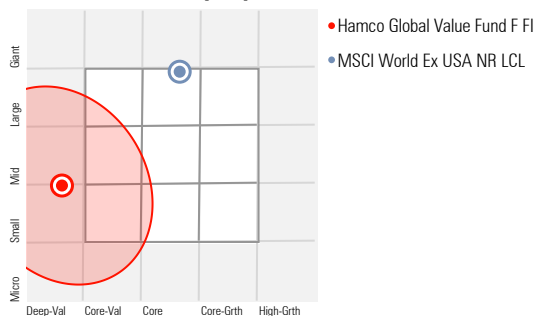 Hamco Global Value Fund F FI
MSCI World Ex USA NR LCL
Giant
Large
Mid
Small
Micro
Deep-Val Core-Val Core Core-Grth High-Grth